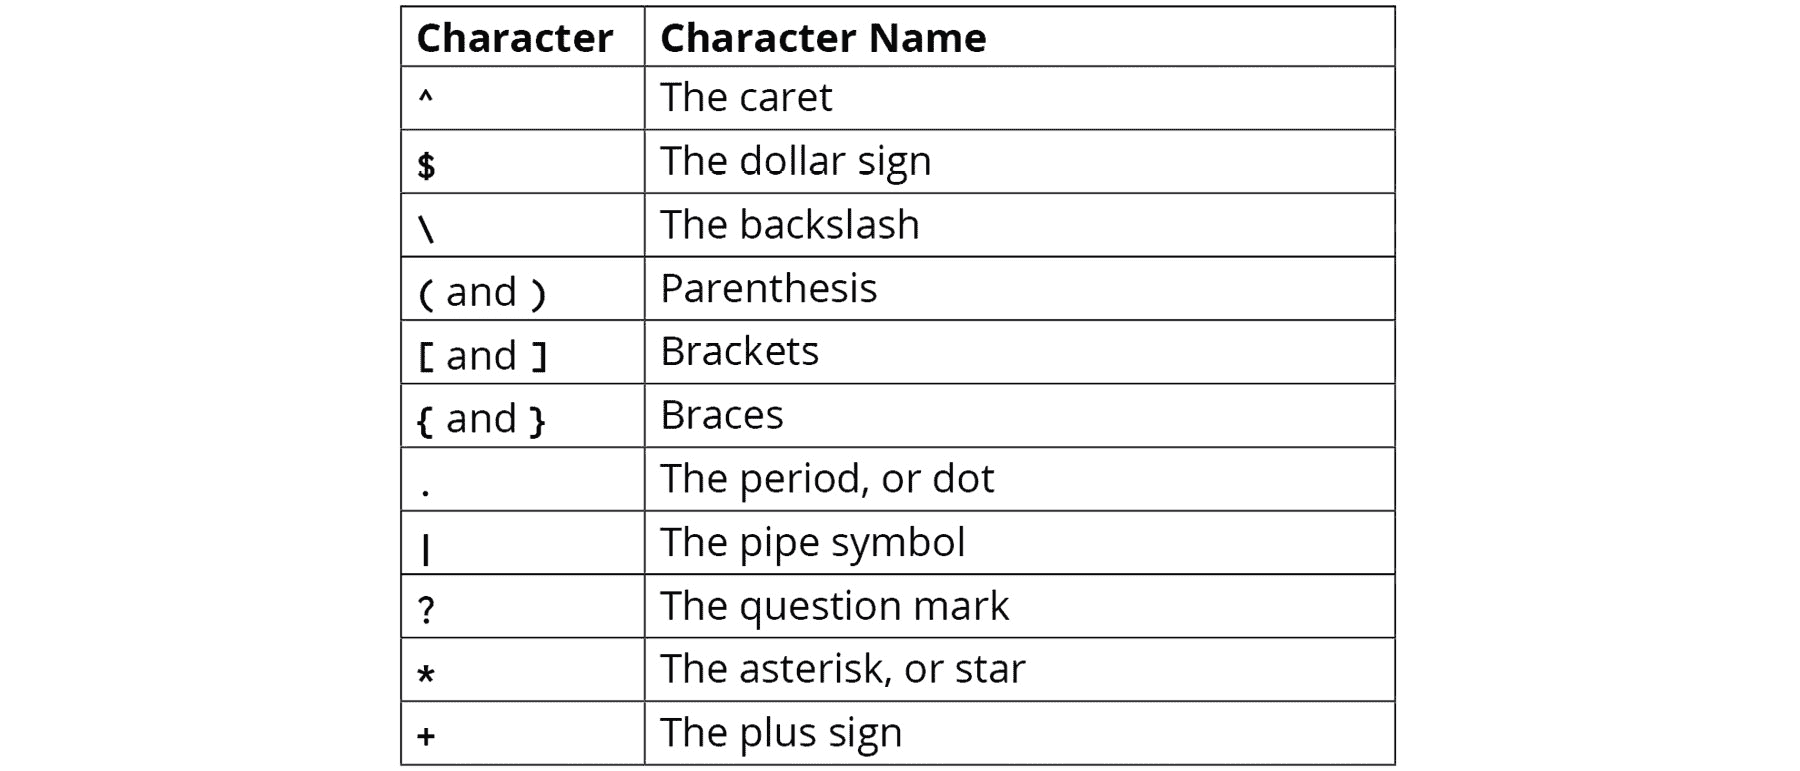 Character Character Name
^ The caret
$ The dollar sign
\ The backslash
( and ) Parenthesis
[ and ] Brackets
{ and } Braces
. The period, or dot
| The pipe symbol
? The question mark
* The asterisk, or star
+ The plus sign